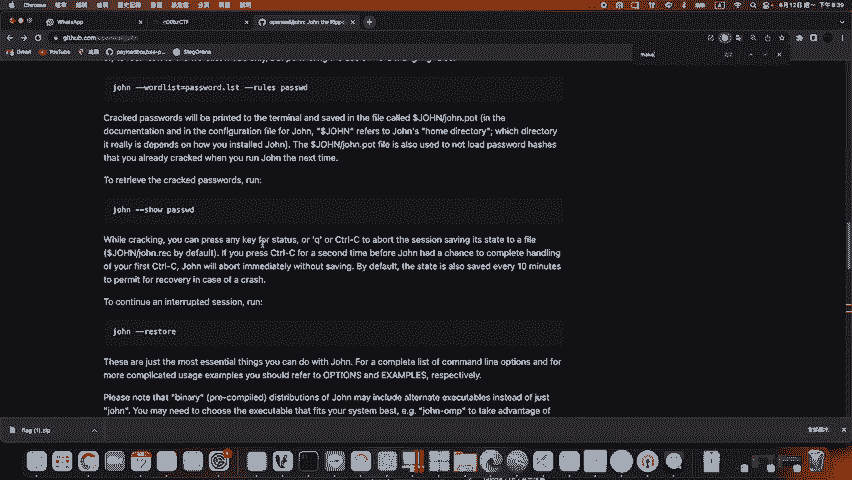 Chrome
WhatsApp
openwall/john: John the Ripp
github.com
Gmail YouTube StegOnline
make
john --wordlist=password.lst --rules passwd
Cracked passwords will be printed to the terminal and saved in the file called $JOHN/john.pot (in the
documentation and in the configuration file for John, "$JOHN" refers to John's "home directory"; which directory
it really is depends on how you installed John). The $JOHN/john.pot file is also used to not load password hashes
that you already cracked when you run John the next time.
To retrieve the cracked passwords, run:
john --show passwd
While cracking, you can press any key for status, or 'q' or Ctrl-C to abort the session saving its state to a file
($JOHN/john.rec by default). If you press Ctrl-C for a second time before John had a chance to complete handling
of your first Ctrl-C, John will abort immediately without saving. By default, the state is also saved every 10 minutes
to permit for recovery in case of a crash.
To continue an interrupted session, run:
john --restore
These are just the most essential things you can do with John. For a complete list of command line options and for
more complicated usage examples you should refer to OPTIONS and EXAMPLES, respectively.
Please note that "binary" (pre-compiled) distributions of John may include alternate executables instead of just
"john". You may need to choose the executable that fits your system best, e.g. "john-omp" to take advantage of
flag (1).zip